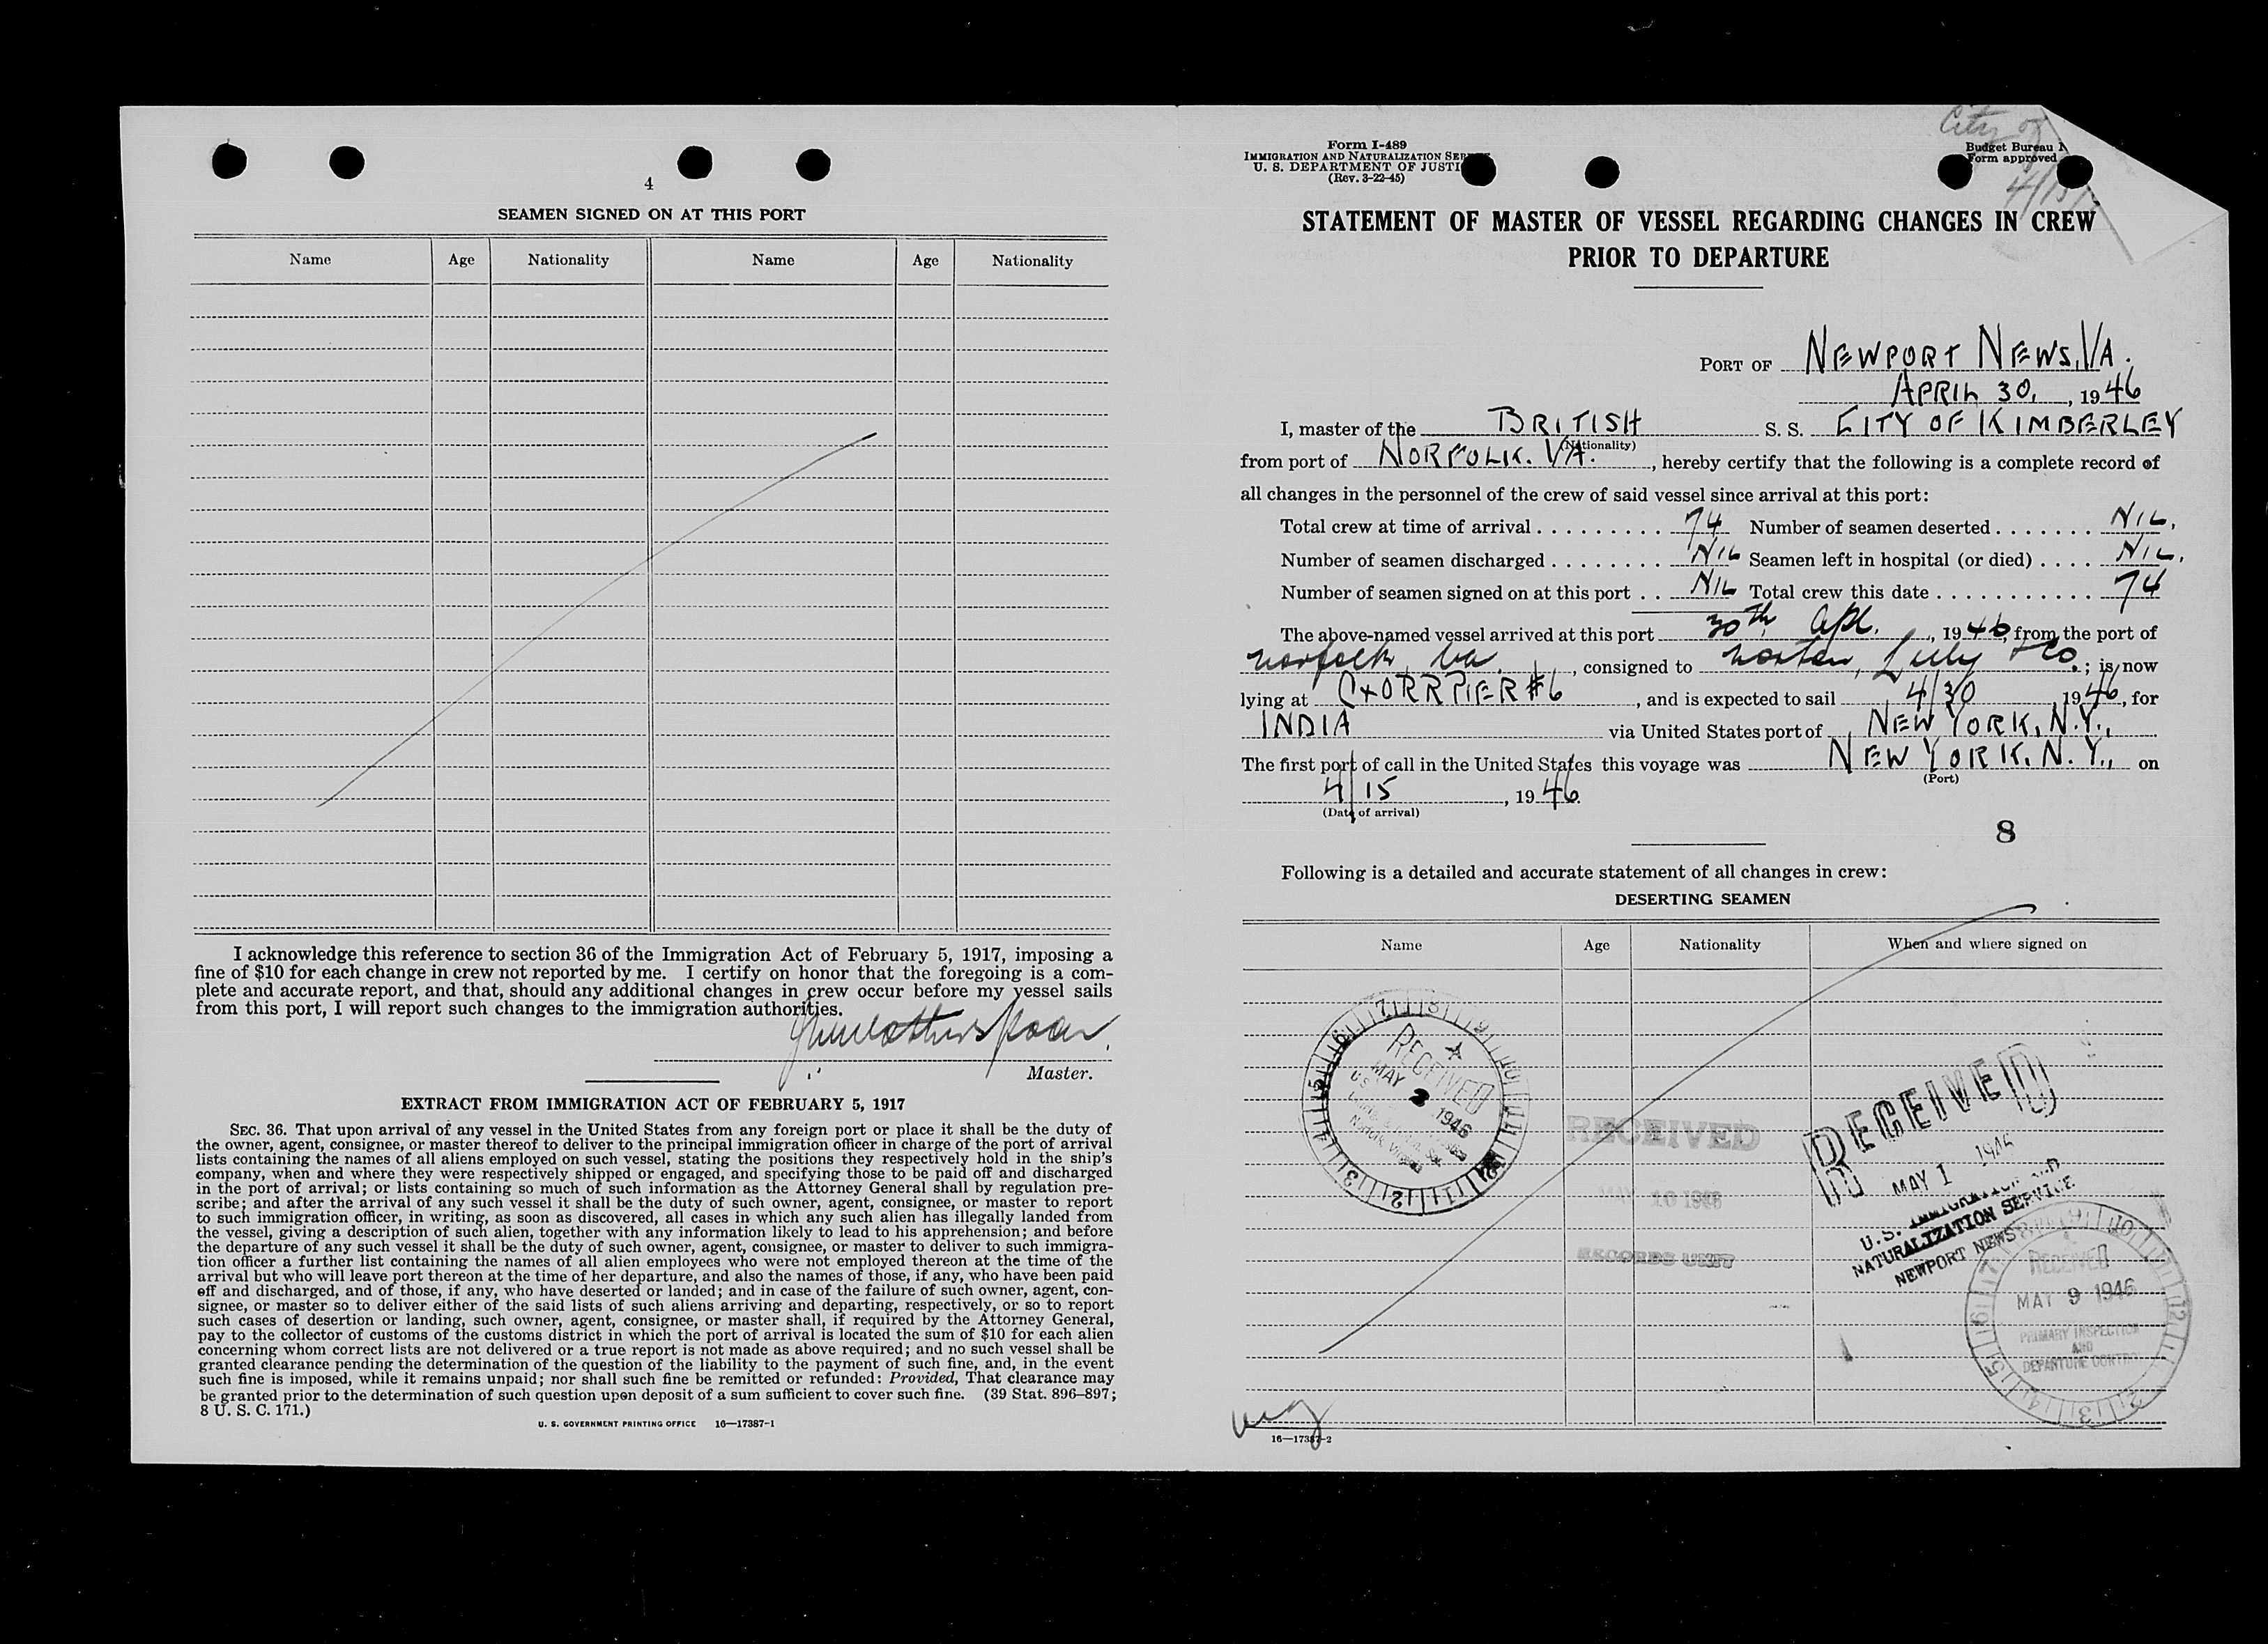 4
SEAMEN SIGNED ON AT THIS PORT
Name Age Nationality Name Age Nationality
I acknowledge this reference to section 36 of the Immigration Act of February 5, 1917, imposing a
fine of $10 for each change in crew not reported by me. I certify on honor that the foregoing is a com-
plete and accurate report, and that, should any additional changes in crew occur before my vessel sails
from this port, I will report such changes to the immigration authorities.
Master.
EXTRACT FROM IMMIGRATION ACT OF FEBRUARY 5, 1917
SEC. 36. That upon arrival of any vessel in the United States from any foreign port or place it shall be the duty of
the owner, agent, consignee, or master thereof to deliver to the principal immigration officer in charge of the port of arrival
lists containing the names of all aliens employed on such vessel, stating the positions they respectively hold in the ship's
company, when and where they were respectively shipped or engaged, and specifying those to be paid off and discharged
in the port of arrival; or lists containing so much of such information as the Attorney General shall by regulation pre-
scribe; and after the arrival of any such vessel it shall be the duty of such owner, agent, consignee, or master to report
to such immigration officer, in writing, as soon as discovered, all cases in which any such alien has illegally landed from
the vessel, giving a description of such alien, together with any information likely to lead to his apprehension; and before
the departure of any such vessel it shall be the duty of such owner, agent, consignee, or master to deliver to such immigra-
tion officer a further list containing the names of all alien employees who were not employed thereon at the time of the
arrival but who will leave port thereon at the time of her departure, and also the names of those, if any, who have been paid
off and discharged, and of those, if any, who have deserted or landed; and in case of the failure of such owner, agent, con-
signee, or master so to deliver either of the said lists of such aliens arriving and departing, respectively, or so to report
such cases of desertion or landing, such owner, agent, consignee, or master shall, if required by the Attorney General,
pay to the collector of customs of the customs district in which the port of arrival is located the sum of $10 for each alien
concerning whom correct lists are not delivered or a true report is not made as above required; and no such vessel shall be
granted clearance pending the determination of the question of the liability to the payment of such fine, and, in the event
such fine is imposed, while it remains unpaid; nor shall such fine be remitted or refunded: Provided, That clearance may
be granted prior to the determination of such question upon deposit of a sum sufficient to cover such fine. (39 Stat. 896–897;
8 U. S. C. 171.)
U. S. GOVERNMENT PRINTING OFFICE 16—17387-1
Form I-489
IMMIGRATION AND NATURALIZATION
U. S. DEPARTMENT OF
(Rev. 3-22-45)
City of
Budget Bureau
Form approved
4/15/
STATEMENT OF MASTER OF VESSEL REGARDING CHANGES IN CREW
PRIOR TO DEPARTURE
PORT OF NEWPORT NEWS, VA.
APRIL 30, , 1946
I, master of the BRITISH S. S. CITY OF KIMBERLEY
(Nationality)
from port of NORFOLK. VA. , hereby certify that the following is a complete record of
all changes in the personnel of the crew of said vessel since arrival at this port:
Total crew at time of arrival 74 Number of seamen deserted NIL.
Number of seamen discharged NIL Seamen left in hospital (or died) NIL.
Number of seamen signed on at this port NIL Total crew this date 74
The above-named vessel arrived at this port 30th Apl. , 1946, from the port of
Norfolk, Va. , consigned to Norton, Lilly & Co. ; is now
lying at C+O RR PIER #6 , and is expected to sail 4/30 , 1946, for
INDIA via United States port of NEW YORK, N.Y.,
The first port of call in the United States this voyage was NEW YORK. N.Y., on
(Port)
4/15 , 1946.
(Date of arrival)
8
Following is a detailed and accurate statement of all changes in crew:
DESERTING SEAMEN
Name Age Nationality When and where signed on
RECEIVED
MAY 2 1946
Norfolk, Virginia
RECEIVED
MAY 10 1946
RECORDS UNIT
RECEIVED
MAY 1 1946
U.S. IMMIGRATION AND
NATURALIZATION SERVICE
NEWPORT NEWS
RECEIVED
MAY 9 1946
PRIMARY INSPECTION
AND
DEPARTURE CONTROL
16—17387-2